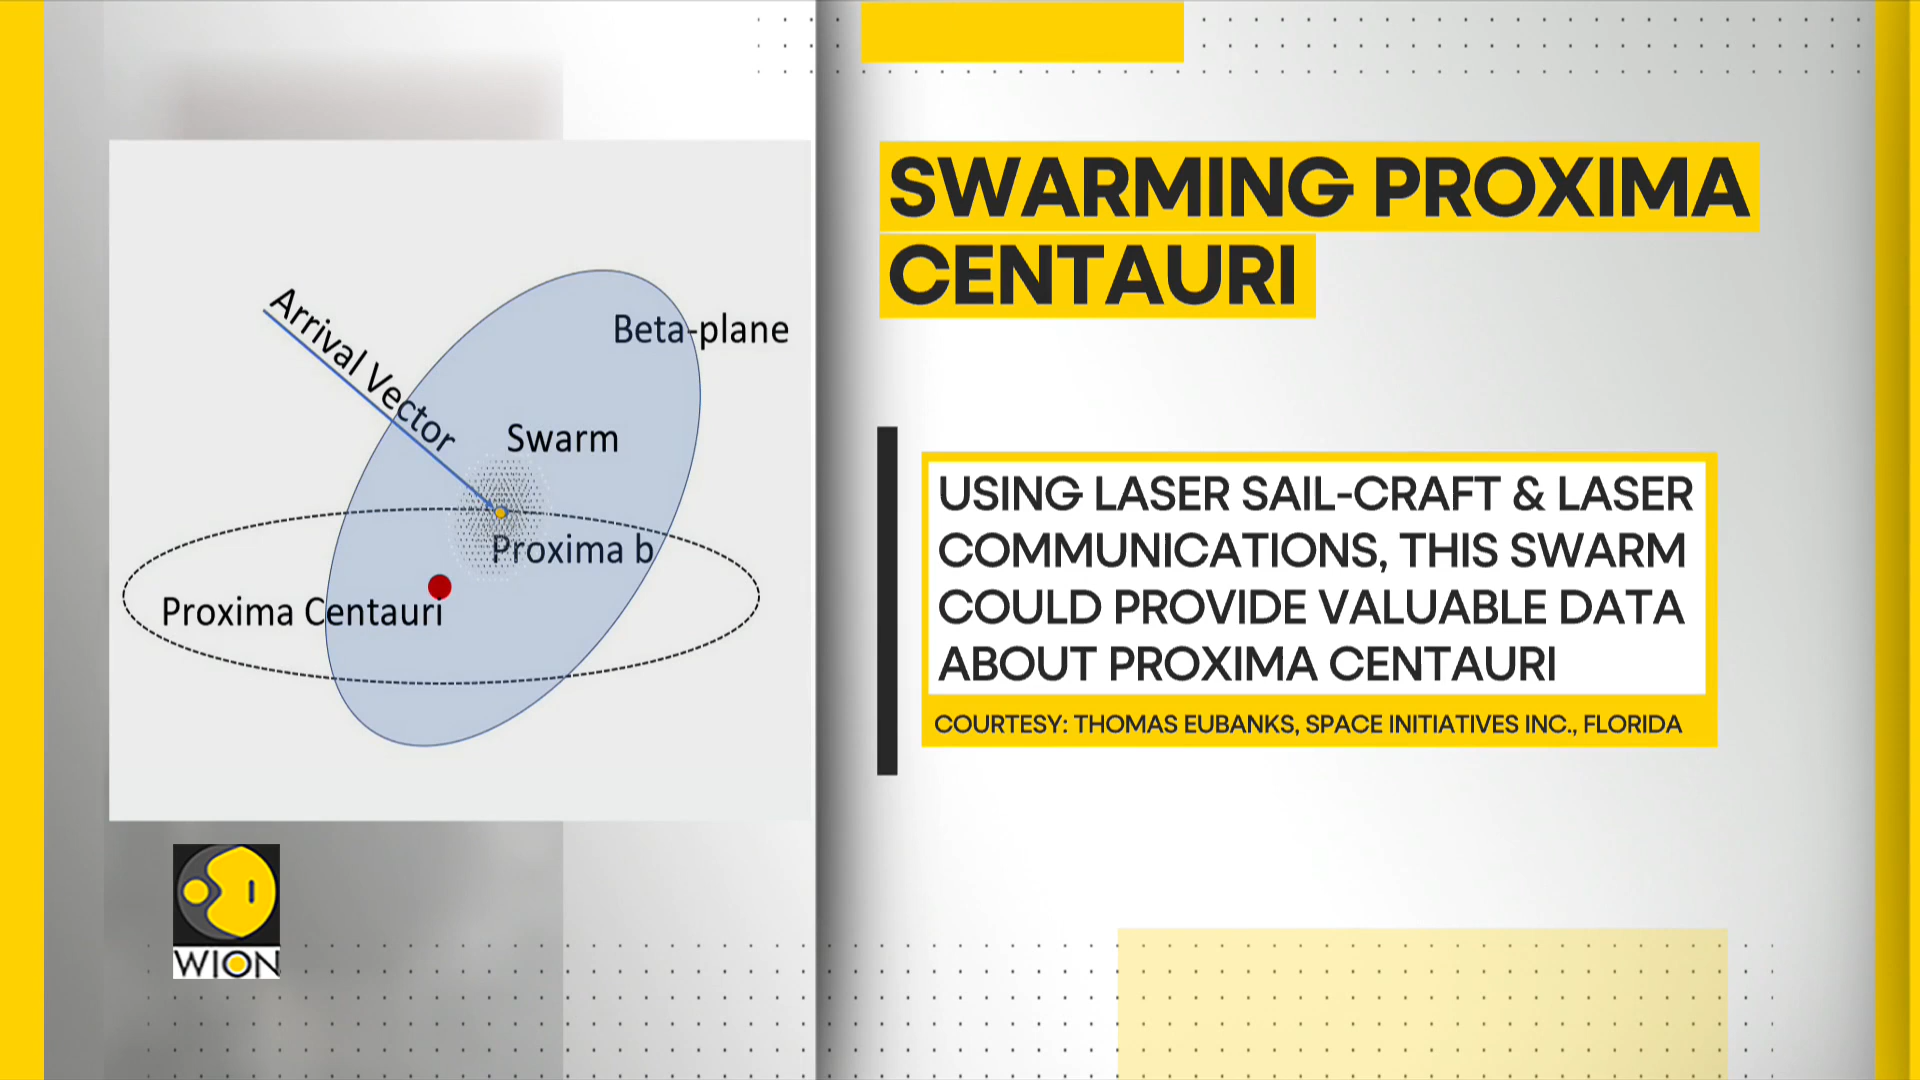 SWARMING PROXIMA
CENTAURI
Arrival Vector
Beta-plane
Swarm
Proxima b
Proxima Centauri
USING LASER SAIL-CRAFT & LASER
COMMUNICATIONS, THIS SWARM
COULD PROVIDE VALUABLE DATA
ABOUT PROXIMA CENTAURI
COURTESY: THOMAS EUBANKS, SPACE INITIATIVES INC., FLORIDA
WION